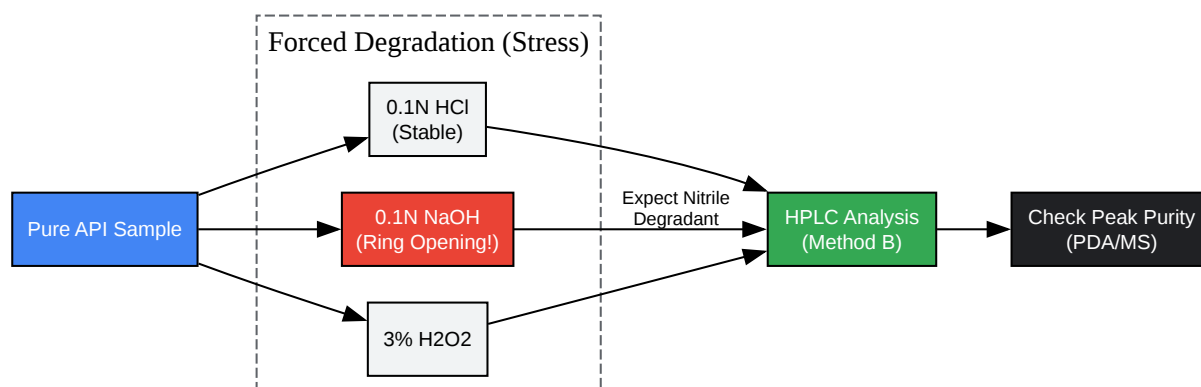 Forced Degradation (Stress)
0.1N HCl
(Stable)
Pure API Sample
0.1N NaOH
(Ring Opening!)
Expect Nitrile
Degradant
HPLC Analysis
(Method B)
Check Peak Purity
(PDA/MS)
3% H2O2